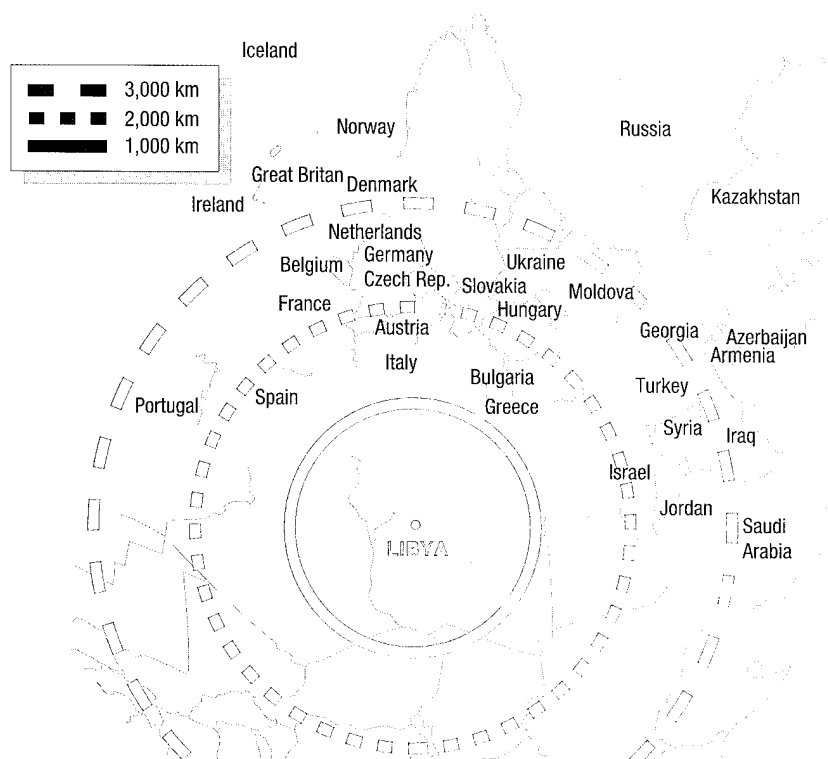 Iceland
3,000 km
2,000 km
1,000 km
Norway
Russia
Great Britan
Denmark
Kazakhstan
Ireland
Netherlands
Germany
Ukraine
Belgium
Czech Rep.
Slovakia
Moldova
France
Hungary
Austria
Georgia
Azerbaijan
Armenia
Italy
Bulgaria
Turkey
Spain
Portugal
Greece
Syria
Iraq
Israel
Jordan
Saudi
Arabia
LIBYA